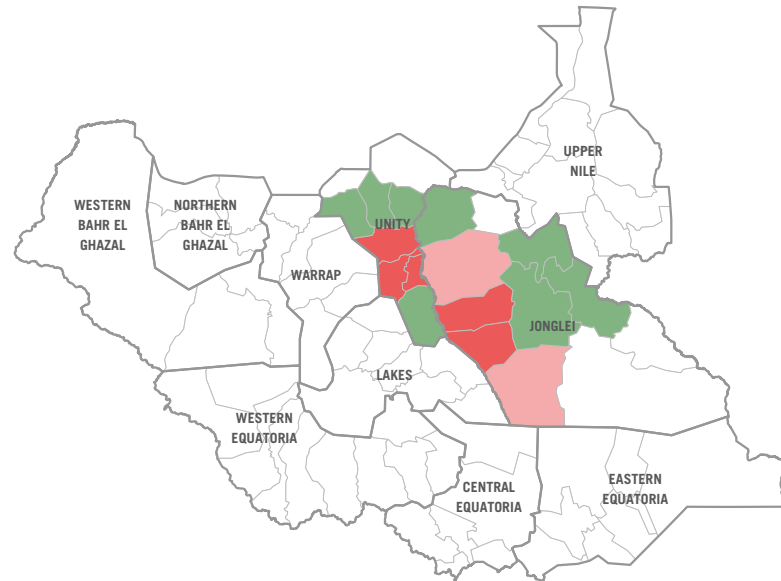 UPPER
NILE
WESTERN
BAHR EL
GHAZAL
NORTHERN
BAHR EL
GHAZAL
UNITY
WARRAP
JONGLEI
LAKES
WESTERN
EQUATORIA
CENTRAL
EQUATORIA
EASTERN
EQUATORIA